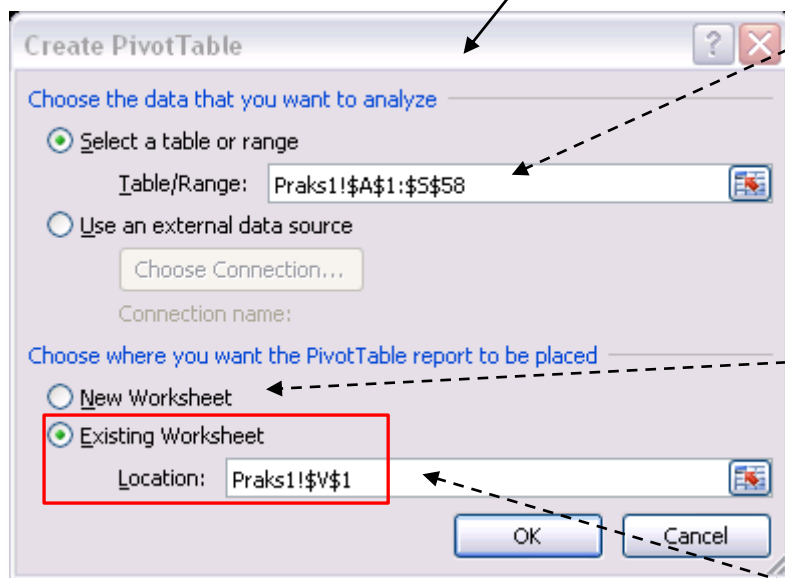 Create PivotTable
Choose the data that you want to analyze
Select a table or range
Table/Range: Praks1!$A$1:$S$58
Use an external data source
Choose Connection...
Connection name:
Choose where you want the PivotTable report to be placed
New Worksheet
Existing Worksheet
Location: Praks1!$V$1
OK Cancel